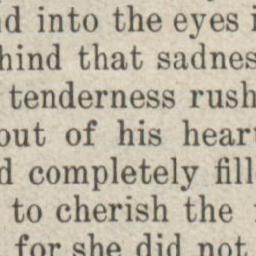 d into the eyes
hind that sadnes
tenderness rush
out of his heart
d completely fill
to cherish the
for she did not